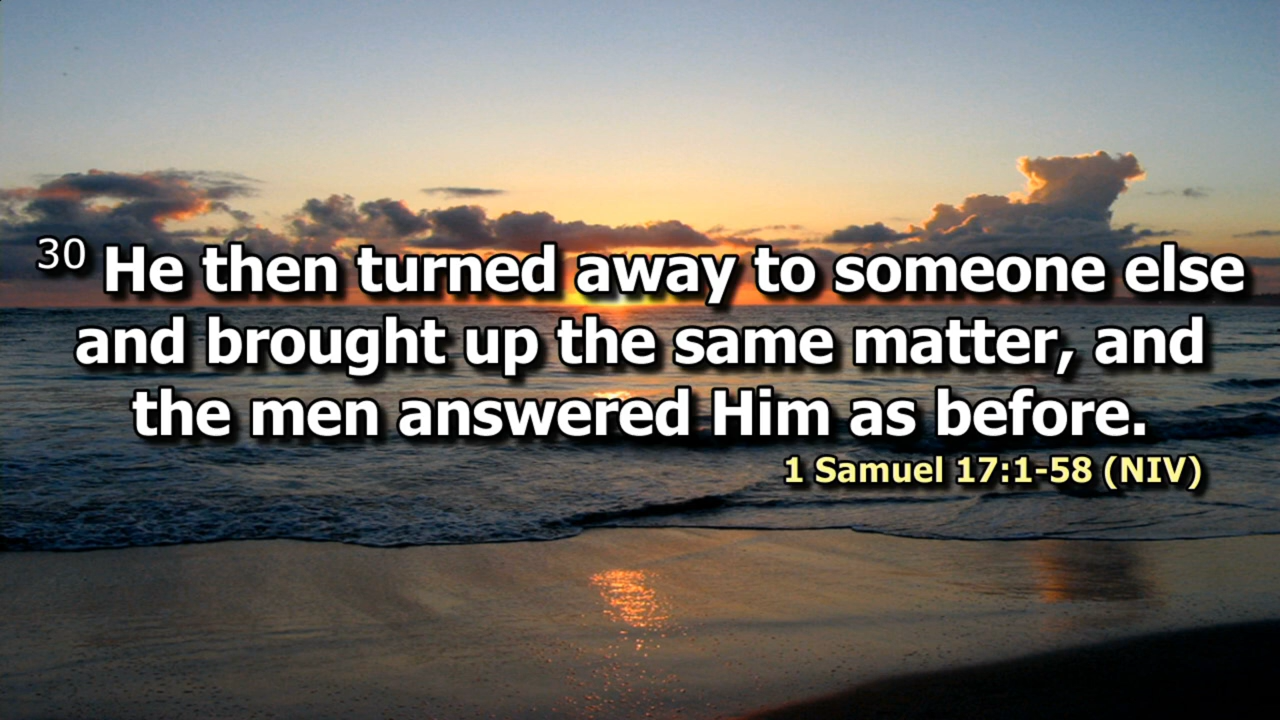 30 He then turned away to someone else
and brought up the same matter, and
the men answered Him as before.
1 Samuel 17:1-58 (NIV)